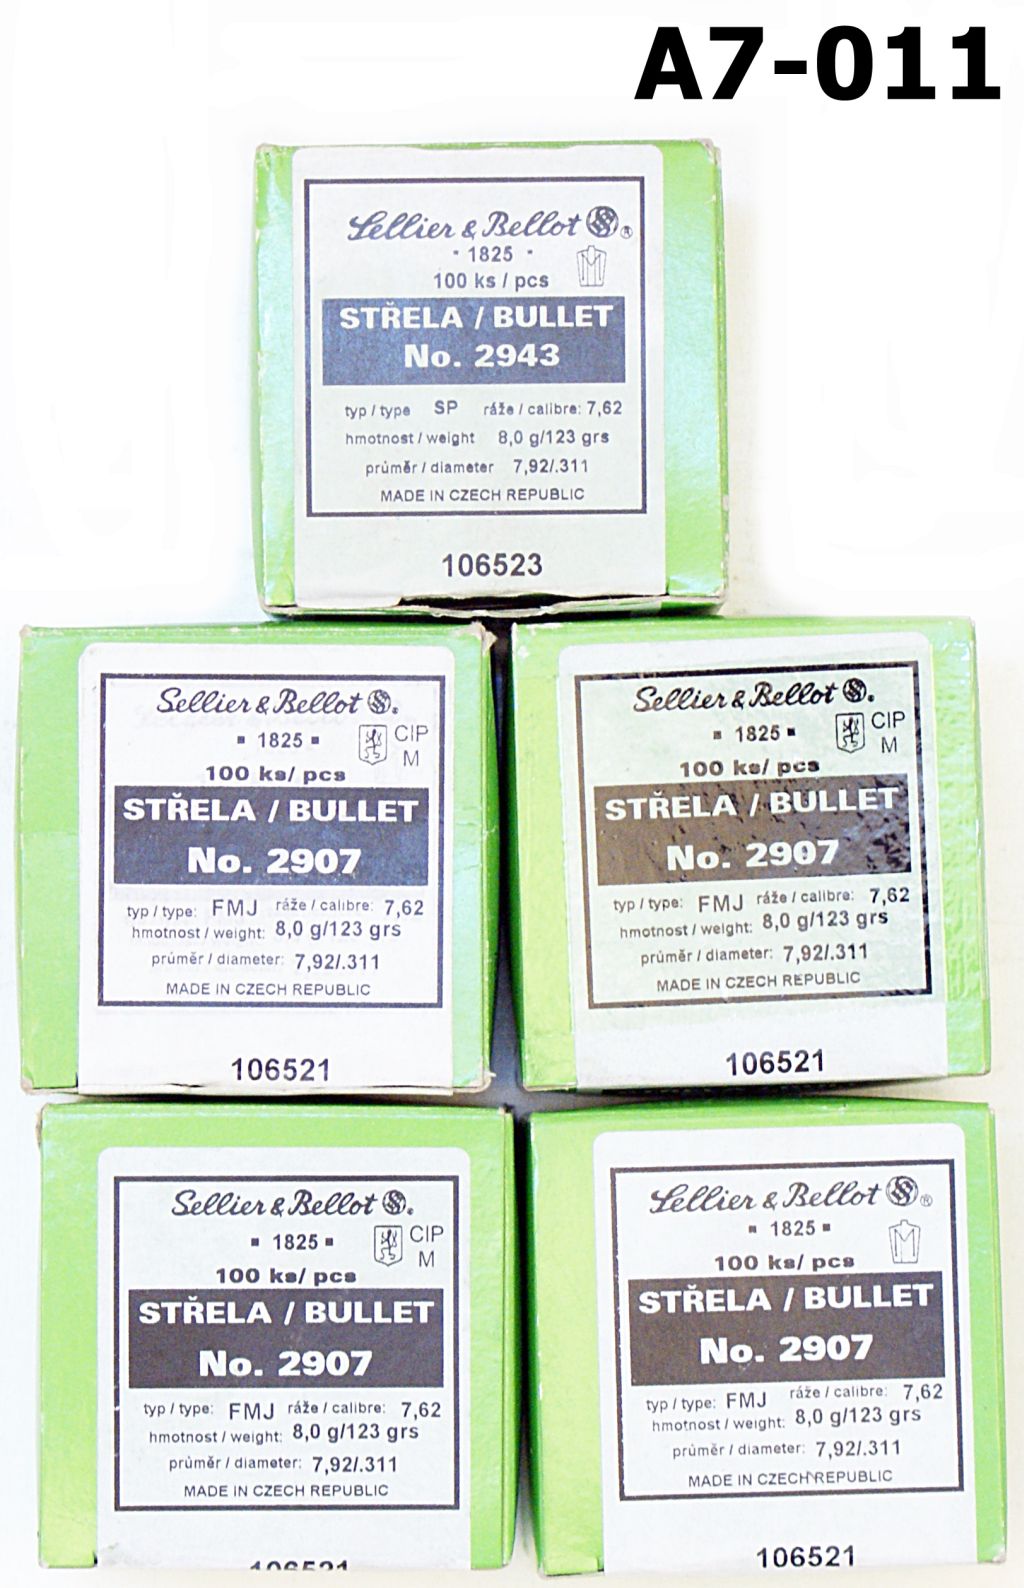 A7-011
Sellier & Bellot ®
- 1825 -
100 ks / pcs
STŘELA / BULLET
No. 2943
typ / type SP ráže / calibre: 7,62
hmotnost / weight 8,0 g/123 grs
průměr / diameter 7,92/.311
MADE IN CZECH REPUBLIC
106523
Sellier & Bellot
▪ 1825 ▪ CIP
M
100 ks/ pcs
STŘELA / BULLET
No. 2907
typ / type: FMJ ráže / calibre: 7,62
hmotnost / weight: 8,0 g/123 grs
průměr / diameter: 7,92/.311
MADE IN CZECH REPUBLIC
106521
Sellier & Bellot
▪ 1825 ▪ CIP
M
100 ks/ pcs
STŘELA / BULLET
No. 2907
typ / type: FMJ ráže / calibre: 7,62
hmotnost / weight: 8,0 g/123 grs
průměr / diameter: 7,92/.311
MADE IN CZECH REPUBLIC
106521
Sellier & Bellot
▪ 1825 ▪ CIP
M
100 ks/ pcs
STŘELA / BULLET
No. 2907
typ / type: FMJ ráže / calibre: 7,62
hmotnost / weight: 8,0 g/123 grs
průměr / diameter: 7,92/.311
MADE IN CZECH REPUBLIC
106521
Sellier & Bellot ®
▪ 1825 ▪
100 ks/ pcs
STŘELA / BULLET
No. 2907
typ / type: FMJ ráže / calibre: 7,62
hmotnost / weight: 8,0 g/123 grs
průměr / diameter: 7,92/.311
MADE IN CZECH REPUBLIC
106521